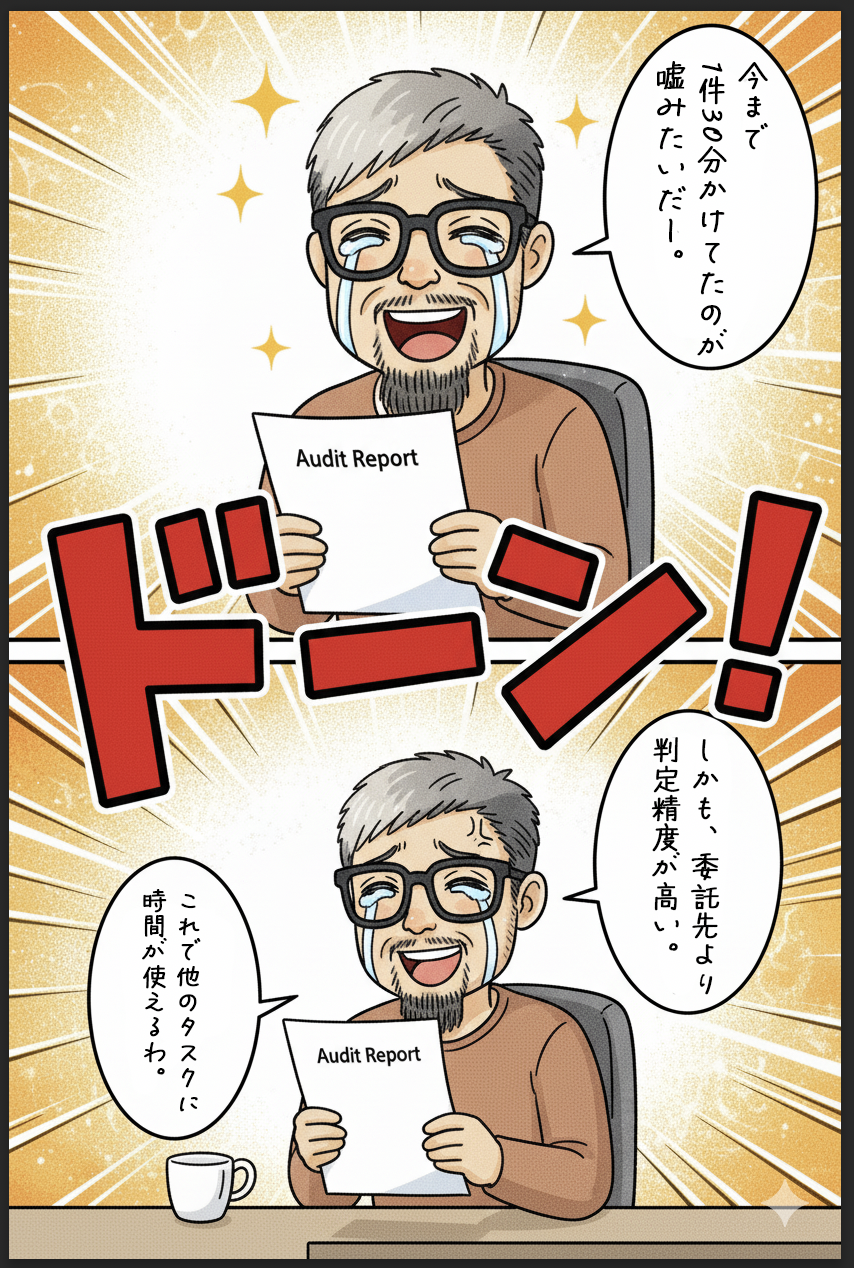 今まで
1件30分かけてたのが
嘘みたいだー。
Audit Report
ドーン!
しかも、委託先より
判定精度が高い。
これで他のタスクに
時間が使えるわ。
Audit Report